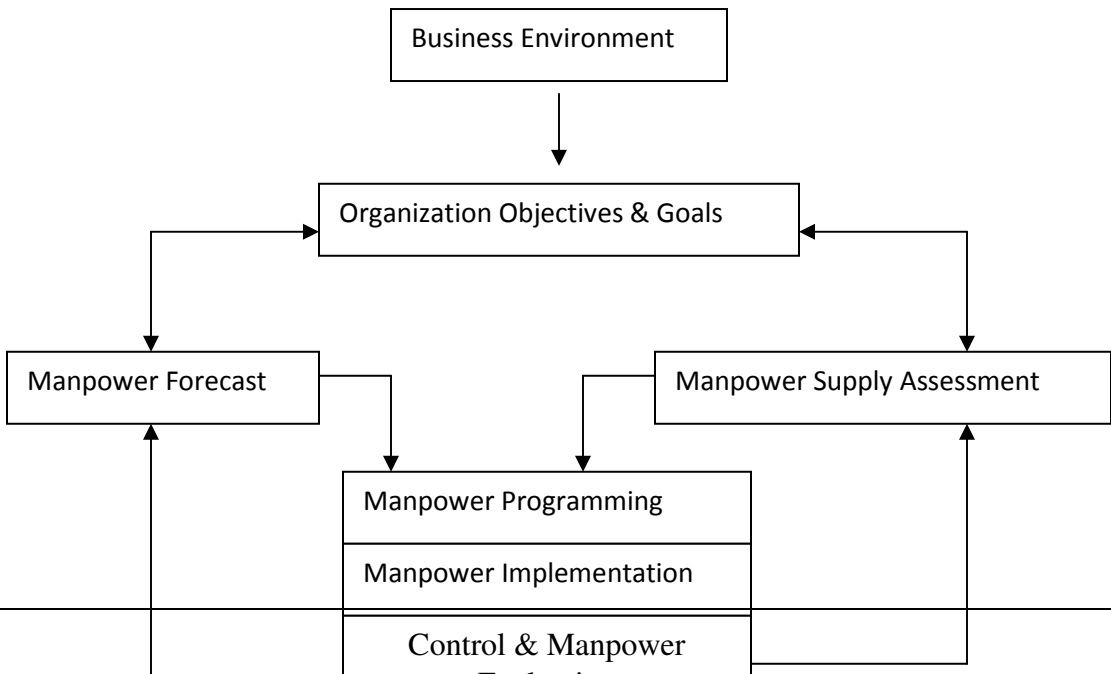 Business Environment
Organization Objectives & Goals
Manpower Forecast
Manpower Supply Assessment
Manpower Programming
Manpower Implementation
Control & Manpower